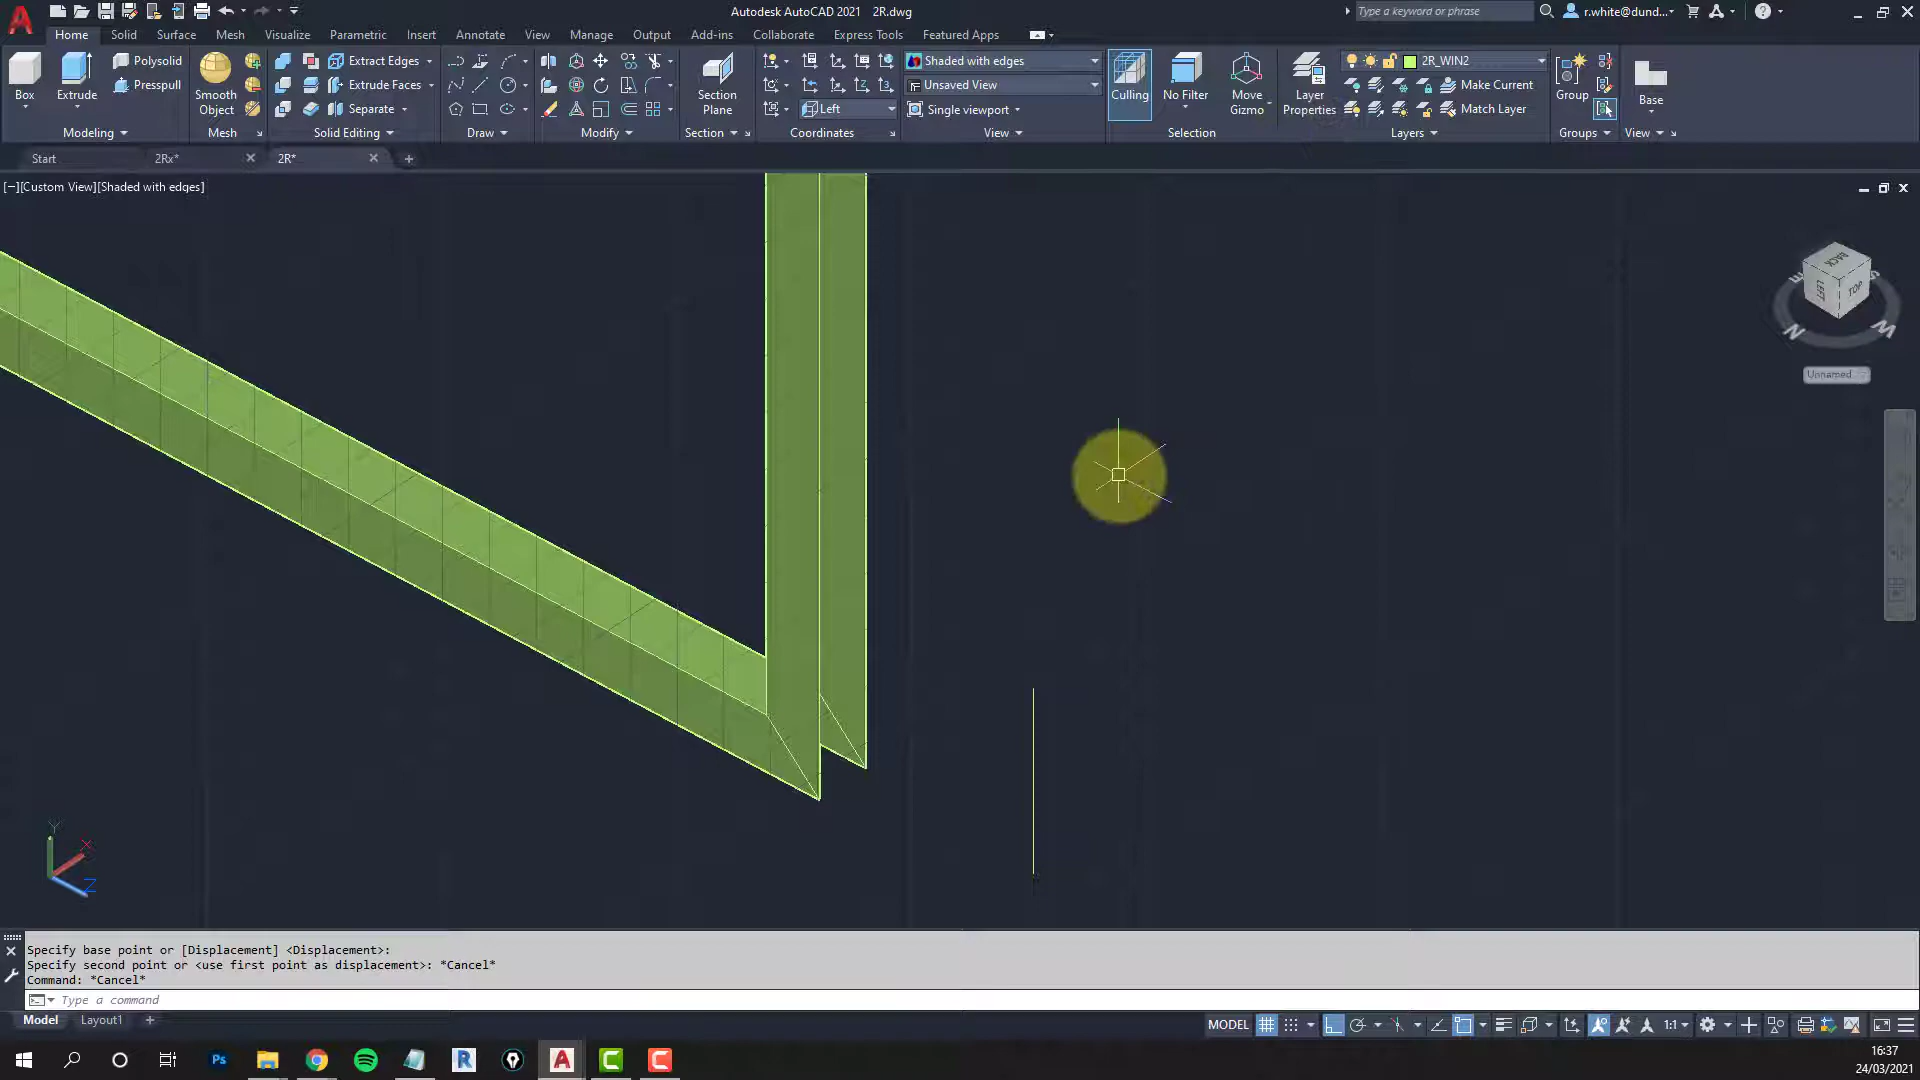 Autodesk AutoCAD 2021 2R.dwg
Type a keyword or phrase
r.white@dund...
Home Solid Surface Mesh Visualize Parametric Insert Annotate View Manage Output Add-ins Collaborate Express Tools Featured Apps
Polysolid Extract Edges Shaded with edges 2R_WIN2
Presspull Extrude Faces Unsaved View Make Current
Separate Left Single viewport Match Layer
Box Extrude Smooth Object Section Plane Culling No Filter Move Gizmo Layer Properties Group Base
Modeling Mesh Solid Editing Draw Modify Section Coordinates View Selection Layers Groups View
Start 2Rx* 2R*
[−][Custom View][Shaded with edges]
BACK
LEFT TOP
E S
N W
Unnamed
Y
X
Z
Specify base point or [Displacement] <Displacement>:
Specify second point or <use first point as displacement>: *Cancel*
Command: *Cancel*
Type a command
Model Layout1 +
MODEL 1:1
Ps R A C C
16:37
24/03/2021